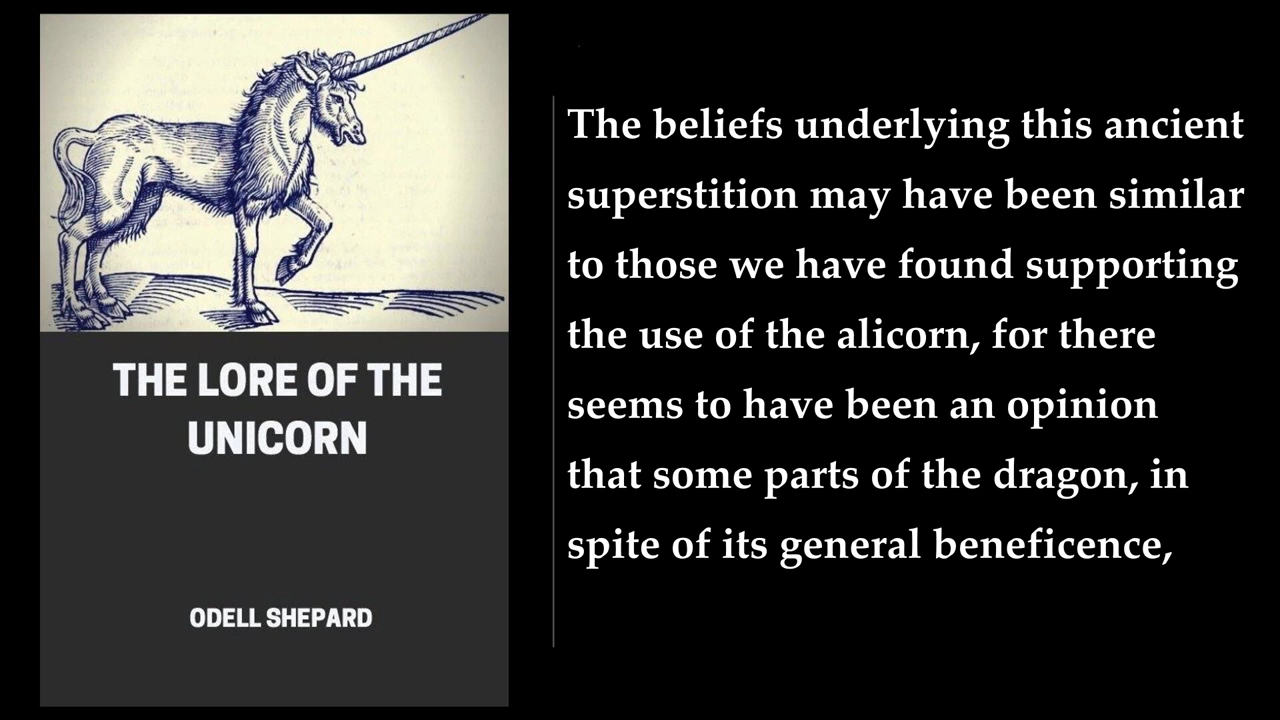 THE LORE OF THE
UNICORN
ODELL SHEPARD
The beliefs underlying this ancient
superstition may have been similar
to those we have found supporting
the use of the alicorn, for there
seems to have been an opinion
that some parts of the dragon, in
spite of its general beneficence,